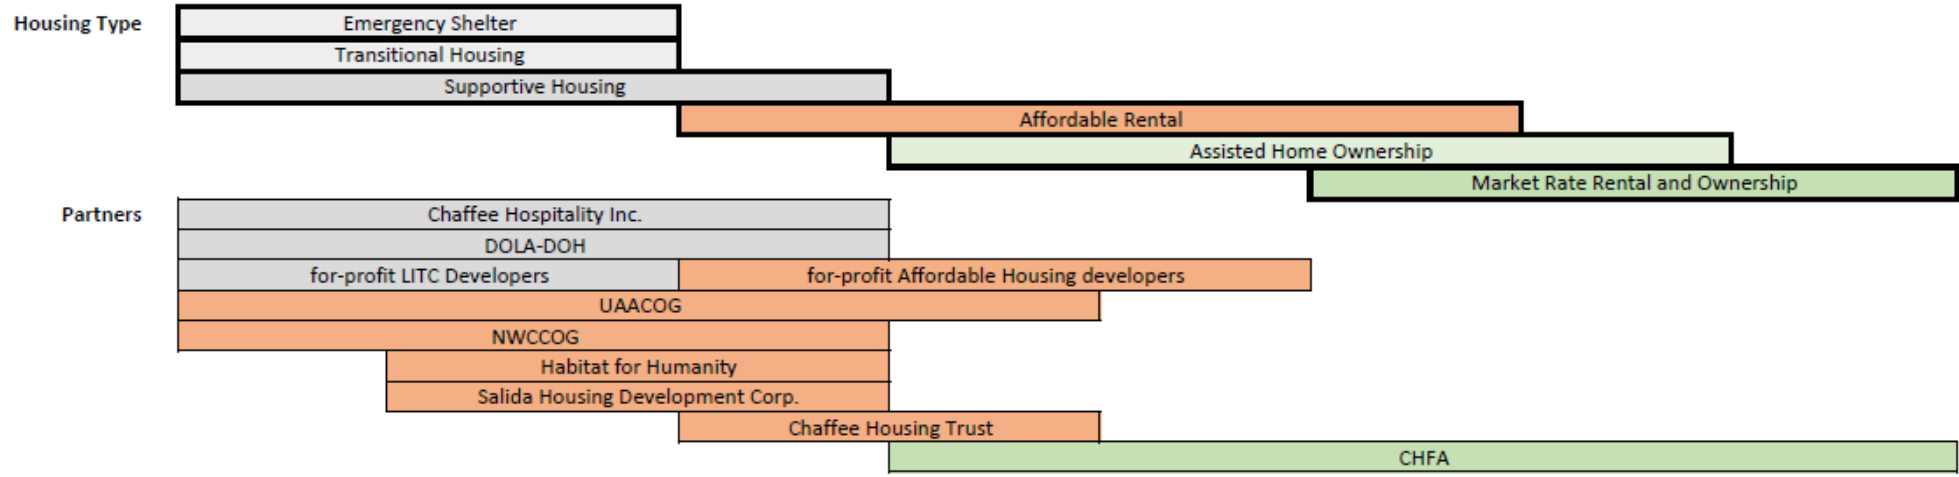 Housing Type
Emergency Shelter
Transitional Housing
Supportive Housing
Affordable Rental
Assisted Home Ownership
Market Rate Rental and Ownership
Partners
Chaffee Hospitality Inc.
DOLA-DOH
for-profit LITC Developers
for-profit Affordable Housing developers
UAACOG
NWCCOG
Habitat for Humanity
Salida Housing Development Corp.
Chaffee Housing Trust
CHFA